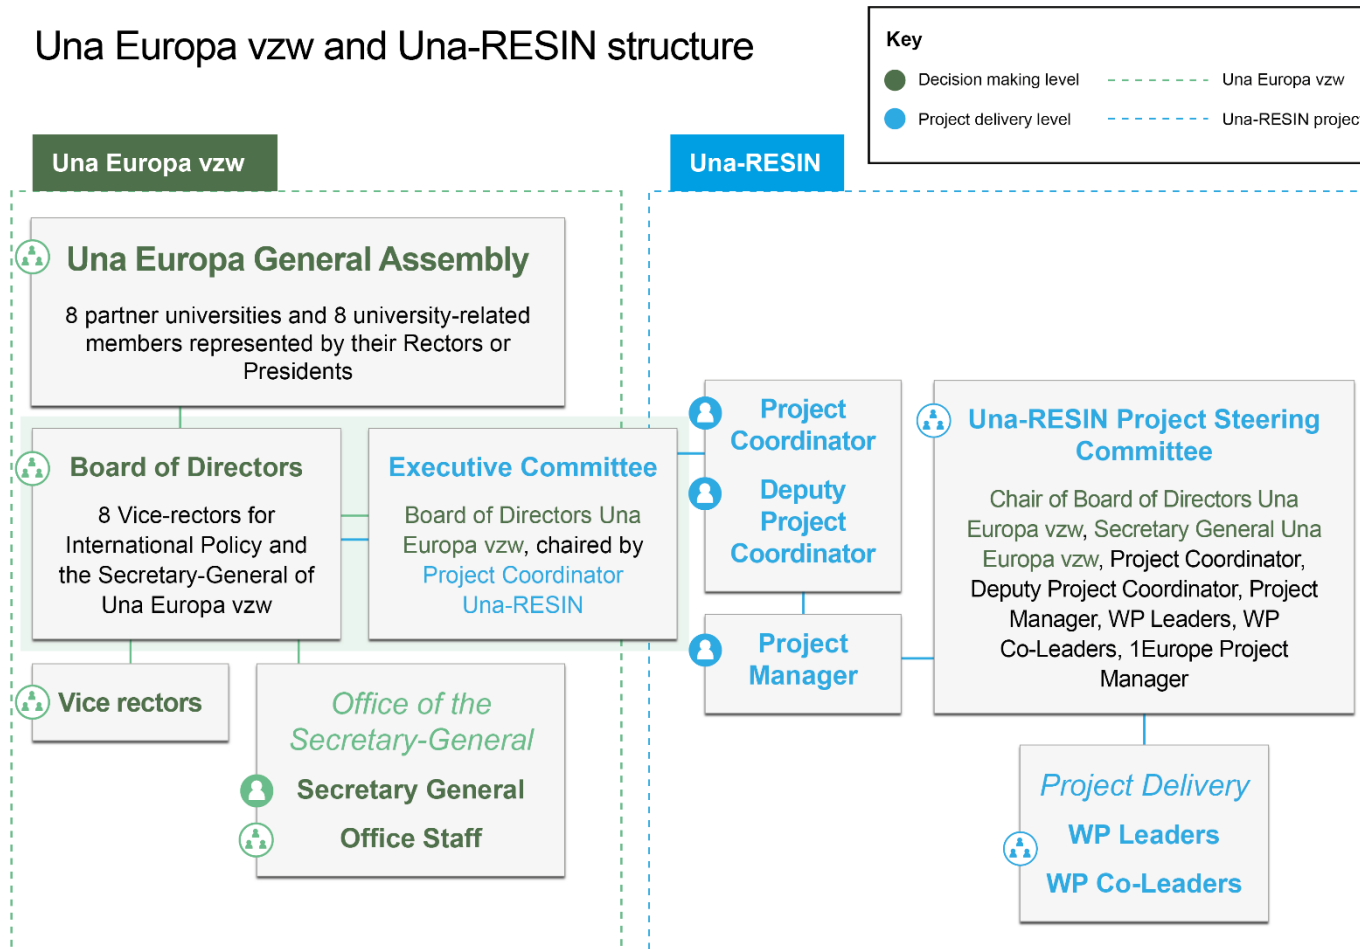 Una Europa vzw and Una-RESIN structure
Key
Decision making level
Una Europa vzw
Project delivery level
Una-RESIN project
Una Europa vzw
Una Europa General Assembly
8 partner universities and 8 university-related
members represented by their Rectors or
Presidents
Board of Directors
8 Vice-rectors for
International Policy and
the Secretary-General of
Una Europa vzw
Executive Committee
Board of Directors Una
Europa vzw, chaired by
Project Coordinator
Una-RESIN
Vice rectors
Office of the
Secretary-General
Secretary General
Office Staff
Una-RESIN
Project
Coordinator
Deputy
Project
Coordinator
Project
Manager
Una-RESIN Project Steering
Committee
Chair of Board of Directors Una
Europa vzw, Secretary General Una
Europa vzw, Project Coordinator,
Deputy Project Coordinator, Project
Manager, WP Leaders, WP
Co-Leaders, 1Europe Project
Manager
Project Delivery
WP Leaders
WP Co-Leaders